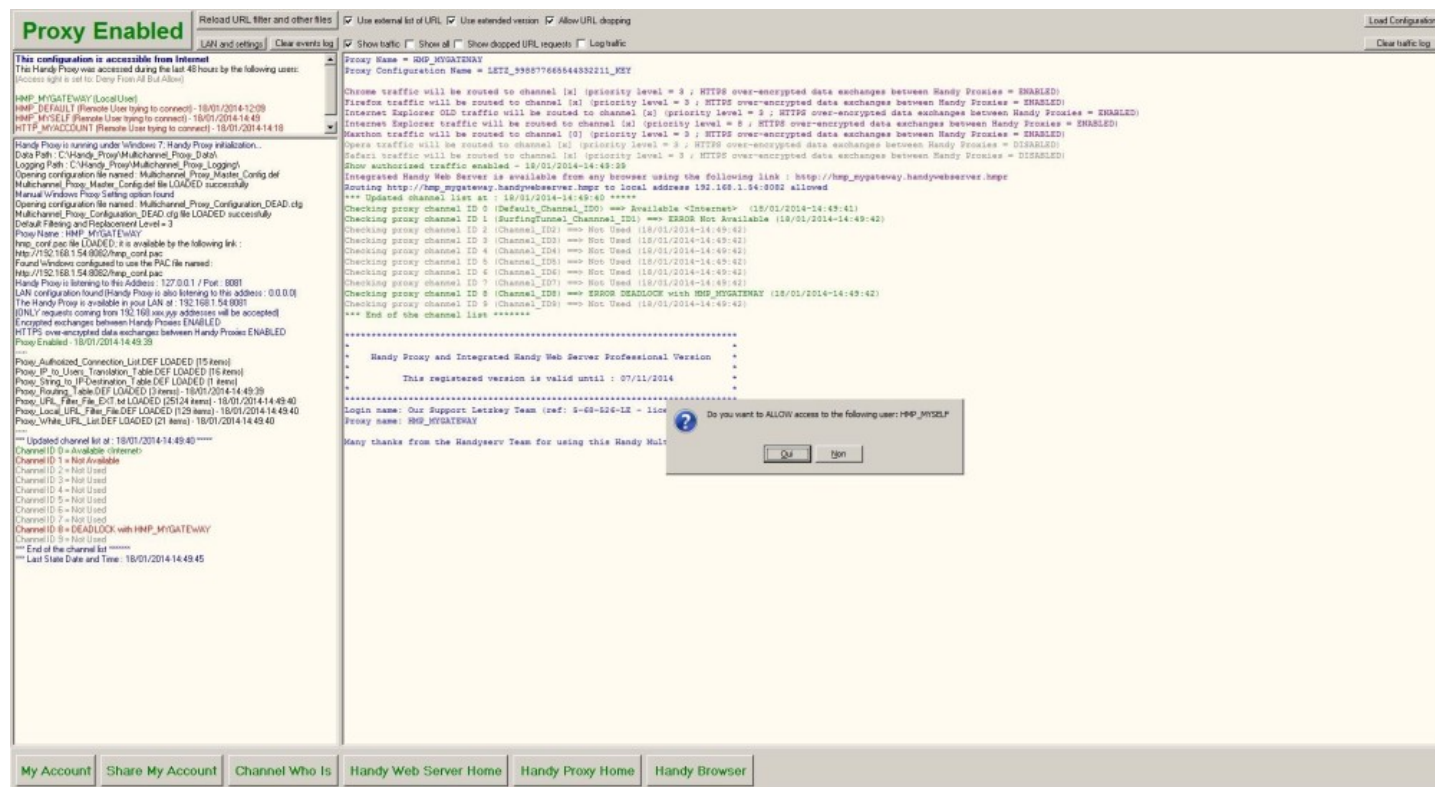 Proxy Enabled
Reload URL filter and other files
LAN and settings
Clear events log
Use external list of URL
Use extended version
Allow URL dropping
Load Configuration
Show traffic
Show all
Show dropped URL requests
Log traffic
Clear traffic log
This configuration is accessible from Internet
This Handy Proxy was accessed during the last 48 hours by the following users:
(Access right is set to: Deny From All But Allow)
HMP_MYGATEWAY (Local User)
HMP_DEFAULT (Remote User trying to connect) - 18/01/2014-12:09
HMP_MYSELF (Remote User trying to connect) - 18/01/2014-14:49
HTTP_MYACCOUNT (Remote User trying to connect) - 18/01/2014-14:18
Handy Proxy is running under Windows 7: Handy Proxy initialization...
Data Path : C:\Handy_Proxy\Multichannel_Proxy_Data\
Logging Path : C:\Handy_Proxy\Multichannel_Proxy_Logging\
Opening configuration file named : Multichannel_Proxy_Master_Config.def
Multichannel_Proxy_Master_Config.def file LOADED successfully
Manual Windows Proxy Setting option found
Opening configuration file named : Multichannel_Proxy_Configuration_DEAD.cfg
Multichannel_Proxy_Configuration_DEAD.cfg file LOADED successfully
Default Filtering and Replacement Level = 3
Proxy Name : HMP_MYGATEWAY
hmp_conf.pac file LOADED; it is available by the following link :
http://192.168.1.54:8082/hmp_conf.pac
Found Windows configured to use the PAC file named :
http://192.168.1.54:8082/hmp_conf.pac
Handy Proxy is listening to this Address : 127.0.0.1 / Port : 8081
LAN configuration found (Handy Proxy is also listening to this address : 0.0.0.0)
The Handy Proxy is available in your LAN at : 192.168.1.54:8081
(ONLY requests coming from 192.168.xxx.yyy addresses will be accepted)
Encrypted exchanges between Handy Proxies ENABLED
HTTPS over-encrypted data exchanges between Handy Proxies ENABLED
Proxy Enabled - 18/01/2014-14:49:39
----
Proxy_Authorized_Connection_List.DEF LOADED (15 items)
Proxy_IP_to_Users_Translation_Table.DEF LOADED (16 items)
Proxy_String_to_IP-Destination_Table.DEF LOADED (1 items)
Proxy_Routing_Table.DEF LOADED (3 items) - 18/01/2014-14:49:39
Proxy_URL_Filter_File_EXT.txt LOADED (25124 items) - 18/01/2014-14:49:40
Proxy_Local_URL_Filter_File.DEF LOADED (129 items) - 18/01/2014-14:49:40
Proxy_White_URL_List.DEF LOADED (21 items) - 18/01/2014-14:49:40
----
*** Updated channel list at : 18/01/2014-14:49:40 *****
Channel ID 0 = Available <Internet>
Channel ID 1 = Not Available
Channel ID 2 = Not Used
Channel ID 3 = Not Used
Channel ID 4 = Not Used
Channel ID 5 = Not Used
Channel ID 6 = Not Used
Channel ID 7 = Not Used
Channel ID 8 = DEADLOCK with HMP_MYGATEWAY
Channel ID 9 = Not Used
*** End of the channel list *******
*** Last State Date and Time : 18/01/2014-14:49:45
Proxy Name = HMP_MYGATEWAY
Proxy Configuration Name = LETZ_998877665544332211_KEY
Chrome traffic will be routed to channel [x] (priority level = 3 ; HTTPS over-encrypted data exchanges between Handy Proxies = ENABLED)
Firefox traffic will be routed to channel [x] (priority level = 3 ; HTTPS over-encrypted data exchanges between Handy Proxies = ENABLED)
Internet Explorer OLD traffic will be routed to channel [x] (priority level = 3 ; HTTPS over-encrypted data exchanges between Handy Proxies = ENABLED)
Internet Explorer traffic will be routed to channel [x] (priority level = 8 ; HTTPS over-encrypted data exchanges between Handy Proxies = ENABLED)
Maxthon traffic will be routed to channel [0] (priority level = 3 ; HTTPS over-encrypted data exchanges between Handy Proxies = ENABLED)
Opera traffic will be routed to channel [x] (priority level = 3 ; HTTPS over-encrypted data exchanges between Handy Proxies = DISABLED)
Safari traffic will be routed to channel [x] (priority level = 3 ; HTTPS over-encrypted data exchanges between Handy Proxies = DISABLED)
Show authorized traffic enabled - 18/01/2014-14:49:39
Integrated Handy Web Server is available from any browser using the following link : http://hmp_mygateway.handywebserver.hmpr
Routing http://hmp_mygateway.handywebserver.hmpr to local address 192.168.1.54:8082 allowed
*** Updated channel list at : 18/01/2014-14:49:40 *****
Checking proxy channel ID 0 (Default_Channel_ID0) ==> Available <Internet> (18/01/2014-14:49:41)
Checking proxy channel ID 1 (SurfingTunnel_Channnel_ID1) ==> ERROR Not Available (18/01/2014-14:49:42)
Checking proxy channel ID 2 (Channel_ID2) ==> Not Used (18/01/2014-14:49:42)
Checking proxy channel ID 3 (Channel_ID3) ==> Not Used (18/01/2014-14:49:42)
Checking proxy channel ID 4 (Channel_ID4) ==> Not Used (18/01/2014-14:49:42)
Checking proxy channel ID 5 (Channel_ID5) ==> Not Used (18/01/2014-14:49:42)
Checking proxy channel ID 6 (Channel_ID6) ==> Not Used (18/01/2014-14:49:42)
Checking proxy channel ID 7 (Channel_ID7) ==> Not Used (18/01/2014-14:49:42)
Checking proxy channel ID 8 (Channel_ID8) ==> ERROR DEADLOCK with HMP_MYGATEWAY (18/01/2014-14:49:42)
Checking proxy channel ID 9 (Channel_ID9) ==> Not Used (18/01/2014-14:49:42)
*** End of the channel list *******
Handy Proxy and Integrated Handy Web Server Professional Version
This registered version is valid until : 07/11/2014
Login name: Our Support Letzkey Team (ref: S-68-526-LE - lice
Proxy name: HMP_MYGATEWAY
Many thanks from the Handyserv Team for using this Handy Mult
Do you want to ALLOW access to the following user: HMP_MYSELF
Oui
Non
My Account
Share My Account
Channel Who Is
Handy Web Server Home
Handy Proxy Home
Handy Browser